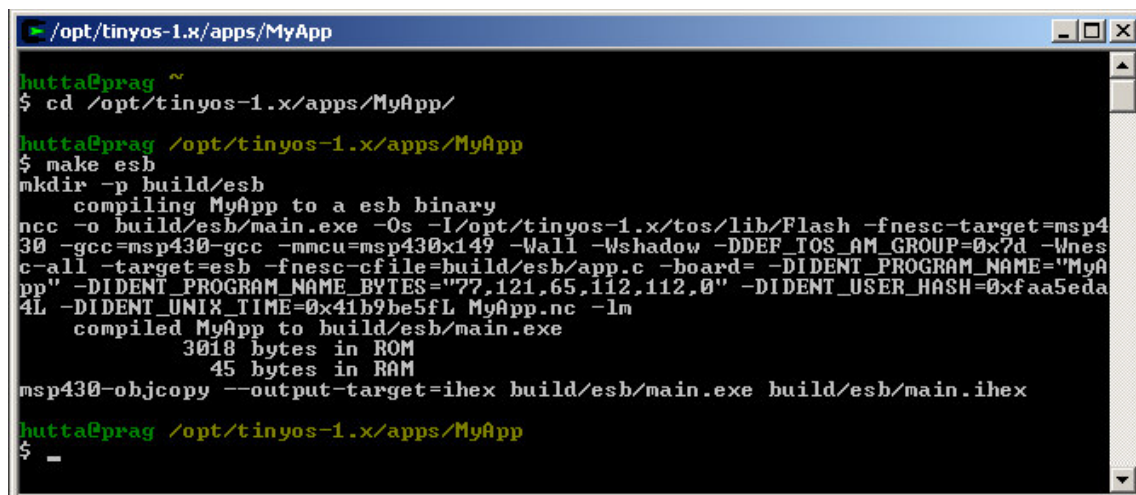 /opt/tinyos-1.x/apps/MyApp
hutta@prag ~
$ cd /opt/tinyos-1.x/apps/MyApp/
hutta@prag /opt/tinyos-1.x/apps/MyApp
$ make esb
mkdir -p build/esb
    compiling MyApp to a esb binary
ncc -o build/esb/main.exe -Os -I/opt/tinyos-1.x/tos/lib/Flash -fnesc-target=msp4
30 -gcc=msp430-gcc -mmcu=msp430x149 -Wall -Wshadow -DDEF_TOS_AM_GROUP=0x7d -Wnes
c-all -target=esb -fnesc-cfile=build/esb/app.c -board= -DIDENT_PROGRAM_NAME="MyA
pp" -DIDENT_PROGRAM_NAME_BYTES="77,121,65,112,112,0" -DIDENT_USER_HASH=0xfaa5eda
4L -DIDENT_UNIX_TIME=0x41b9be5fL MyApp.nc -lm
    compiled MyApp to build/esb/main.exe
            3018 bytes in ROM
              45 bytes in RAM
msp430-objcopy --output-target=ihex build/esb/main.exe build/esb/main.ihex
hutta@prag /opt/tinyos-1.x/apps/MyApp
$ _